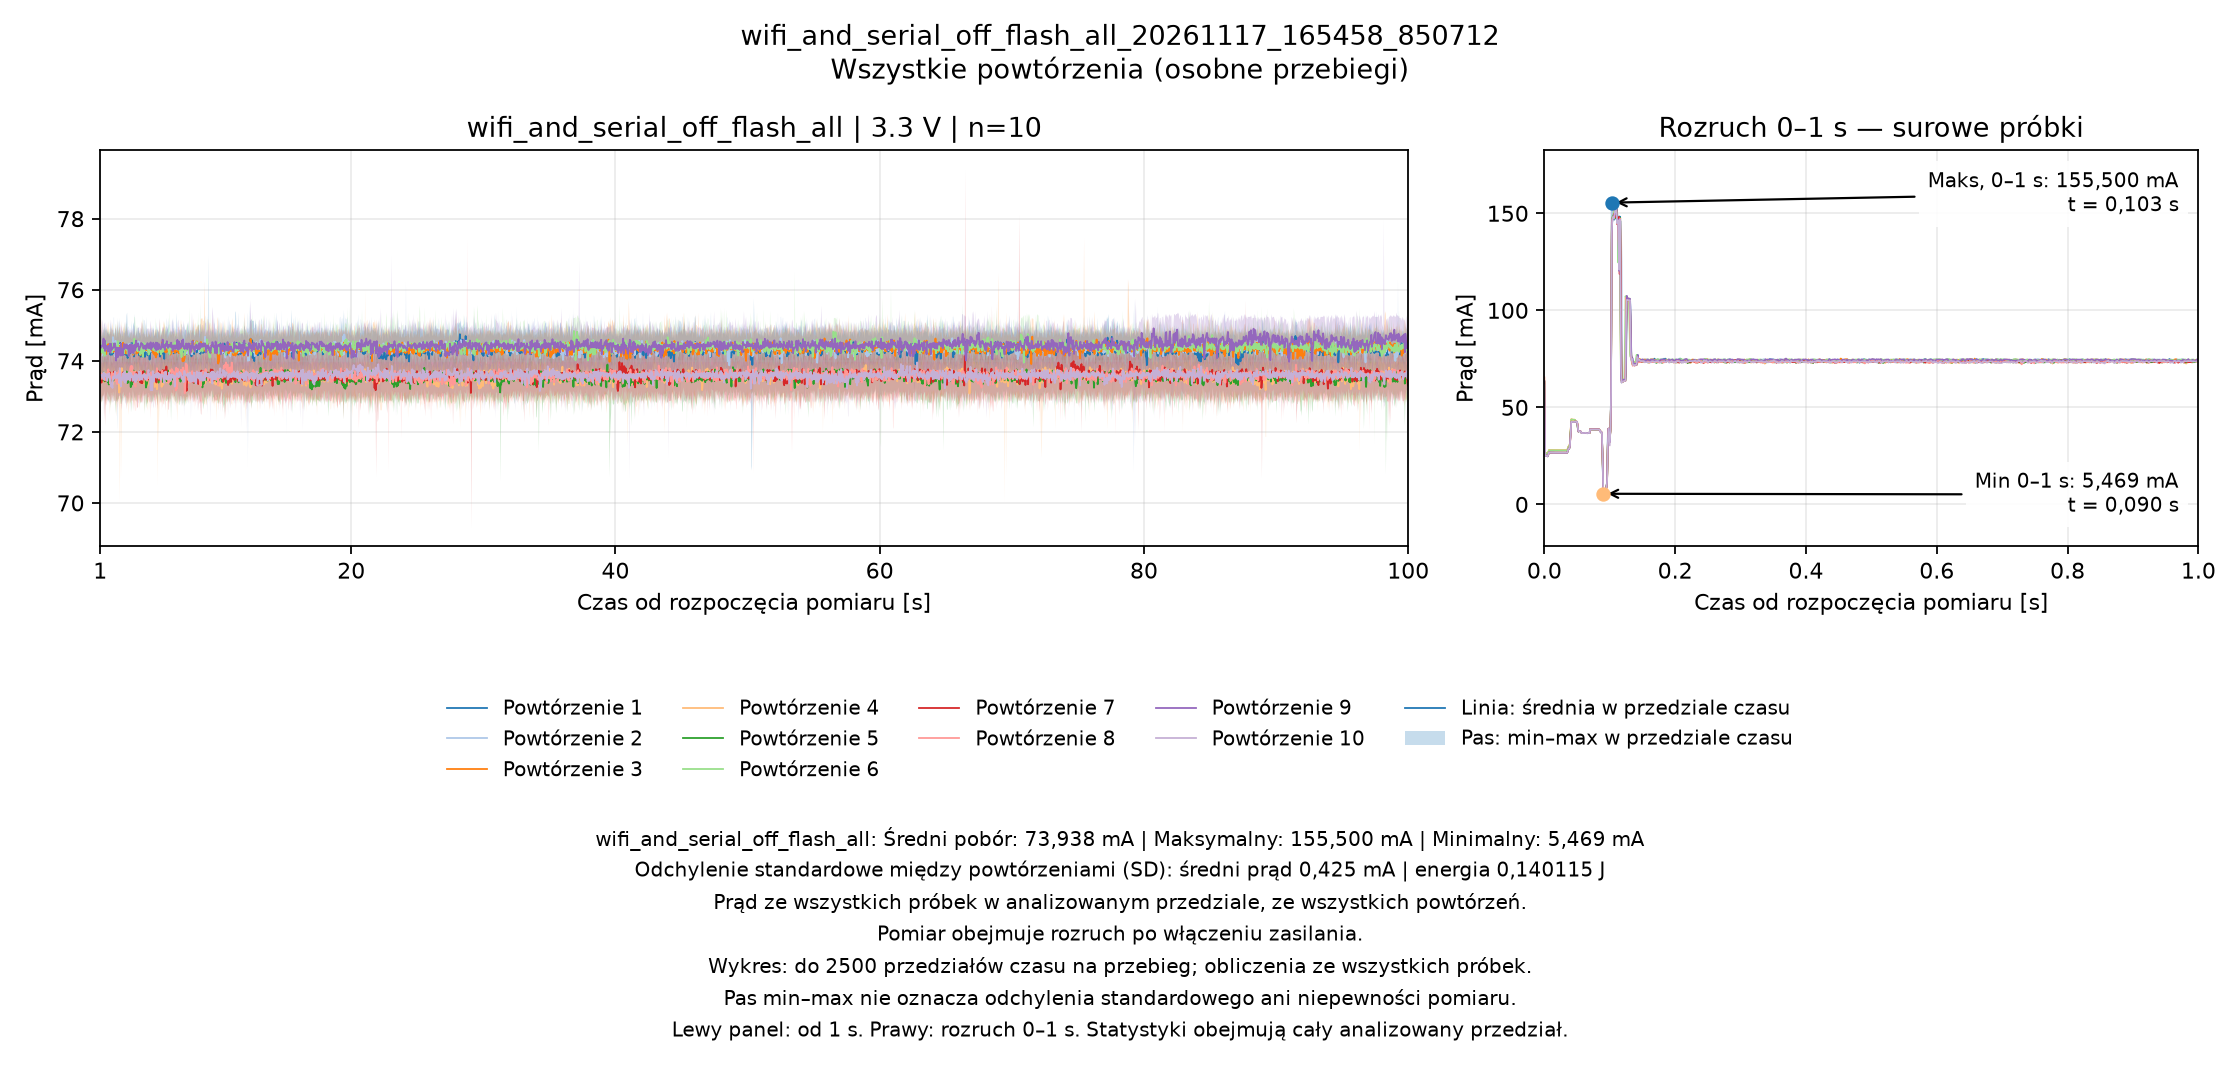 wifi_and_serial_off_flash_all_20261117_165458_850712
Wszystkie powtórzenia (osobne przebiegi)
wifi_and_serial_off_flash_all | 3.3 V | n=10
Prąd [mA]
78
76
74
72
70
1
20
40
60
80
100
Czas od rozpoczęcia pomiaru [s]
Rozruch 0–1 s — surowe próbki
Prąd [mA]
150
100
50
0
Maks, 0–1 s: 155,500 mA
t = 0,103 s
Min 0–1 s: 5,469 mA
t = 0,090 s
0.0
0.2
0.4
0.6
0.8
1.0
Czas od rozpoczęcia pomiaru [s]
Powtórzenie 1
Powtórzenie 2
Powtórzenie 3
Powtórzenie 4
Powtórzenie 5
Powtórzenie 6
Powtórzenie 7
Powtórzenie 8
Powtórzenie 9
Powtórzenie 10
Linia: średnia w przedziale czasu
Pas: min–max w przedziale czasu
wifi_and_serial_off_flash_all: Średni pobór: 73,938 mA | Maksymalny: 155,500 mA | Minimalny: 5,469 mA
Odchylenie standardowe między powtórzeniami (SD): średni prąd 0,425 mA | energia 0,140115 J
Prąd ze wszystkich próbek w analizowanym przedziale, ze wszystkich powtórzeń.
Pomiar obejmuje rozruch po włączeniu zasilania.
Wykres: do 2500 przedziałów czasu na przebieg; obliczenia ze wszystkich próbek.
Pas min–max nie oznacza odchylenia standardowego ani niepewności pomiaru.
Lewy panel: od 1 s. Prawy: rozruch 0–1 s. Statystyki obejmują cały analizowany przedział.